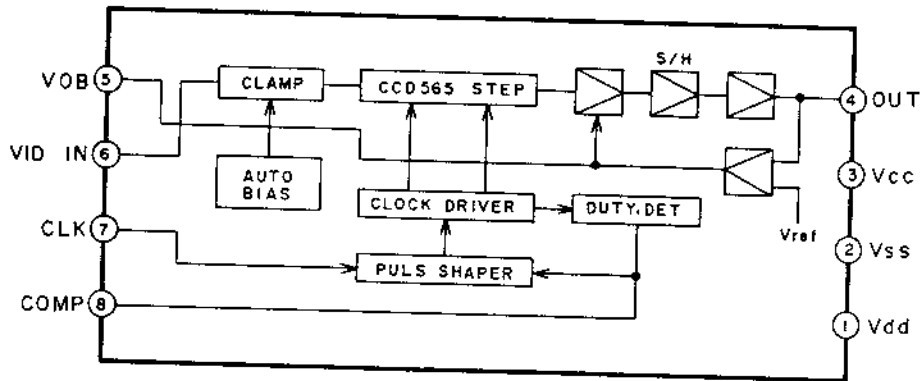 S/H
VOB 5
CLAMP
CCD565 STEP
4 OUT
VID IN 6
AUTO
BIAS
3 Vcc
CLOCK DRIVER
DUTY.DET
Vref
CLK 7
2 Vss
PULS SHAPER
COMP 8
1 Vdd